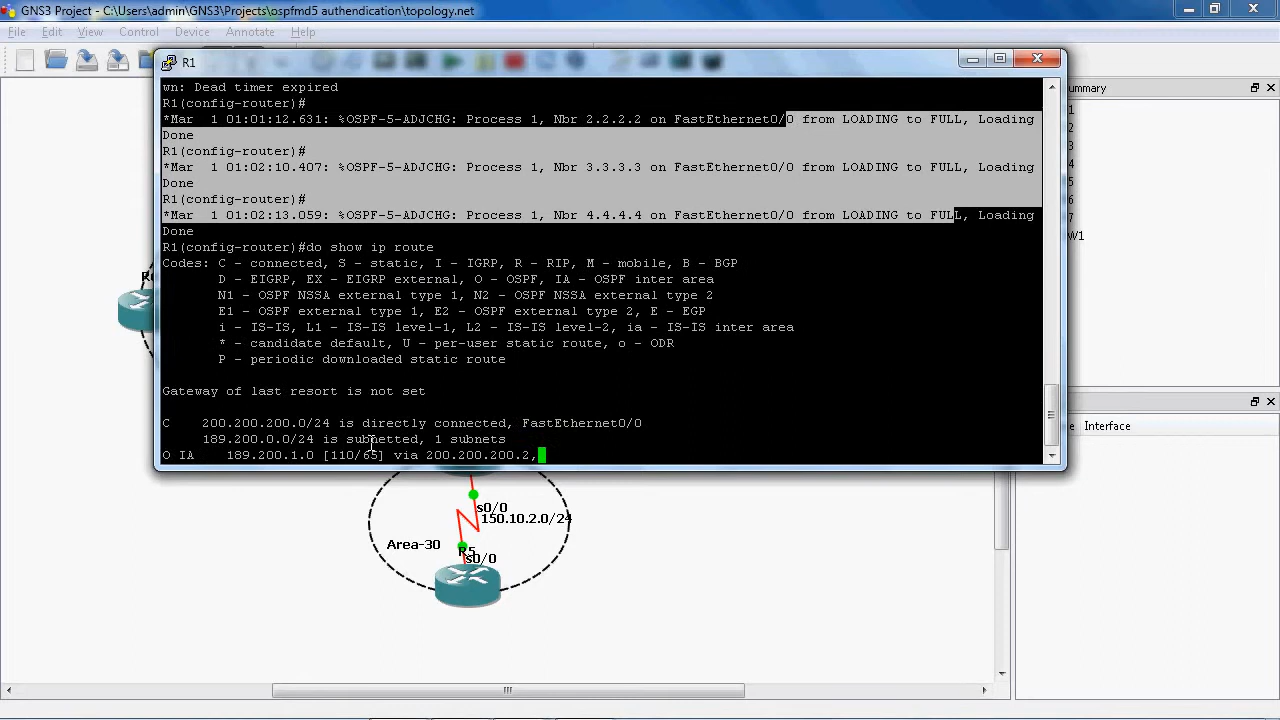 GNS3 Project - C:\Users\admin\GNS3\Projects\ospfmd5 authendication\topology.net
File Edit View Control Device Annotate Help
R1
wn: Dead timer expired
R1(config-router)#
*Mar  1 01:01:12.631: %OSPF-5-ADJCHG: Process 1, Nbr 2.2.2.2 on FastEthernet0/0 from LOADING to FULL, Loading
Done
R1(config-router)#
*Mar  1 01:02:10.407: %OSPF-5-ADJCHG: Process 1, Nbr 3.3.3.3 on FastEthernet0/0 from LOADING to FULL, Loading
Done
R1(config-router)#
*Mar  1 01:02:13.059: %OSPF-5-ADJCHG: Process 1, Nbr 4.4.4.4 on FastEthernet0/0 from LOADING to FULL, Loading
Done
R1(config-router)#do show ip route
Codes: C - connected, S - static, I - IGRP, R - RIP, M - mobile, B - BGP
D - EIGRP, EX - EIGRP external, O - OSPF, IA - OSPF inter area
N1 - OSPF NSSA external type 1, N2 - OSPF NSSA external type 2
E1 - OSPF external type 1, E2 - OSPF external type 2, E - EGP
i - IS-IS, L1 - IS-IS level-1, L2 - IS-IS level-2, ia - IS-IS inter area
* - candidate default, U - per-user static route, o - ODR
P - periodic downloaded static route
Gateway of last resort is not set
C    200.200.200.0/24 is directly connected, FastEthernet0/0
189.200.0.0/24 is subnetted, 1 subnets
O IA    189.200.1.0 [110/65] via 200.200.200.2,
ummary
1
2
3
4
5
6
7
W1
Hostname
s0/0
150.10.2.0/24
Area-30
R5
s0/0